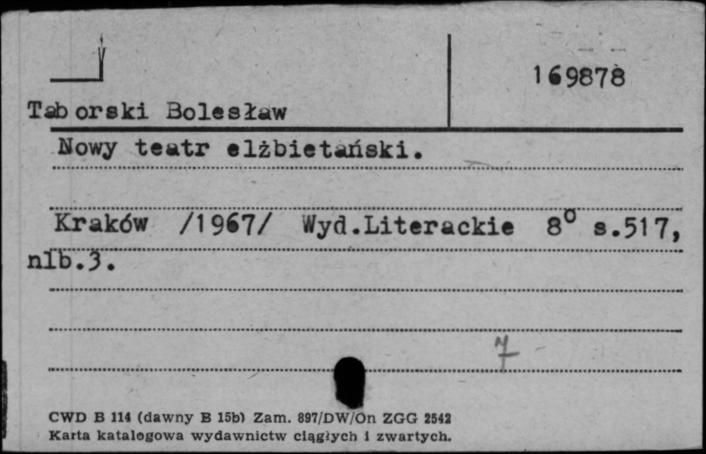 169878
Taborski Bolesław
Nowy teatr elżbietański.
Kraków /1967/ Wyd.Literackie 8° s.517,
nlb.3.
7
CWD B 114 (dawny B 15b) Zam. 897/DW/On ZGG 2542
Karta katalogowa wydawnictw ciągłych i zwartych.